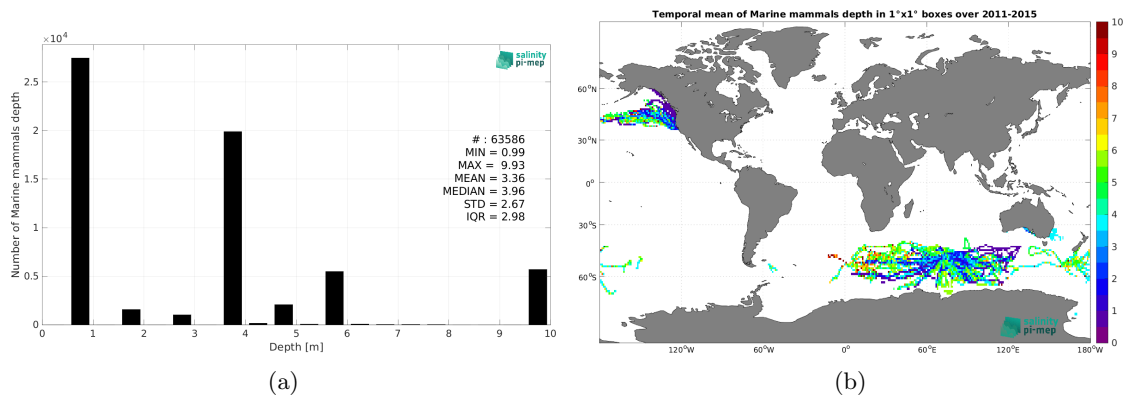 ×10⁴
salinity
pi-mep
2.5
2
1.5
1
0.5
0
Number of Marine mammals depth
# : 63586
MIN = 0.99
MAX = 9.93
MEAN = 3.36
MEDIAN = 3.96
STD = 2.67
IQR = 2.98
0 1 2 3 4 5 6 7 8 9 10
Depth [m]
(a)
Temporal mean of Marine mammals depth in 1°x1° boxes over 2011-2015
60°N
30°N
0°
30°S
60°S
120°W 60°W 0° 60°E 120°E 180°W
salinity
pi-mep
10
9
8
7
6
5
4
3
2
1
0
(b)